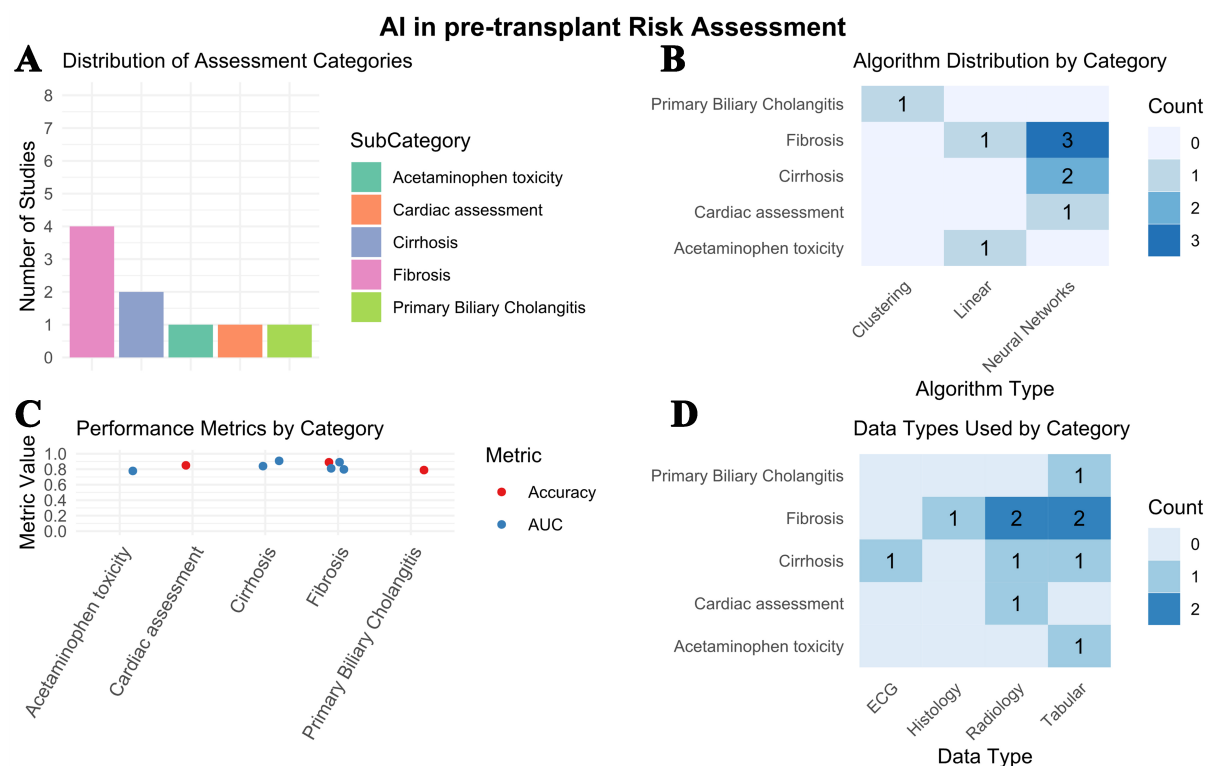 AI in pre-transplant Risk Assessment
A
Distribution of Assessment Categories
Number of Studies
8
7
6
5
4
3
2
1
0
SubCategory
Acetaminophen toxicity
Cardiac assessment
Cirrhosis
Fibrosis
Primary Biliary Cholangitis
B
Algorithm Distribution by Category
Primary Biliary Cholangitis
Fibrosis
Cirrhosis
Cardiac assessment
Acetaminophen toxicity
1
1 3
2
1
1
Clustering
Linear
Neural Networks
Algorithm Type
Count
0
1
2
3
C
Performance Metrics by Category
Metric Value
1.0
0.8
0.6
0.4
0.2
0.0
Acetaminophen toxicity
Cardiac assessment
Cirrhosis
Fibrosis
Primary Biliary Cholangitis
Metric
Accuracy
AUC
D
Data Types Used by Category
Primary Biliary Cholangitis
Fibrosis
Cirrhosis
Cardiac assessment
Acetaminophen toxicity
1
1 2 2
1 1 1
1
1
ECG
Histology
Radiology
Tabular
Data Type
Count
0
1
2